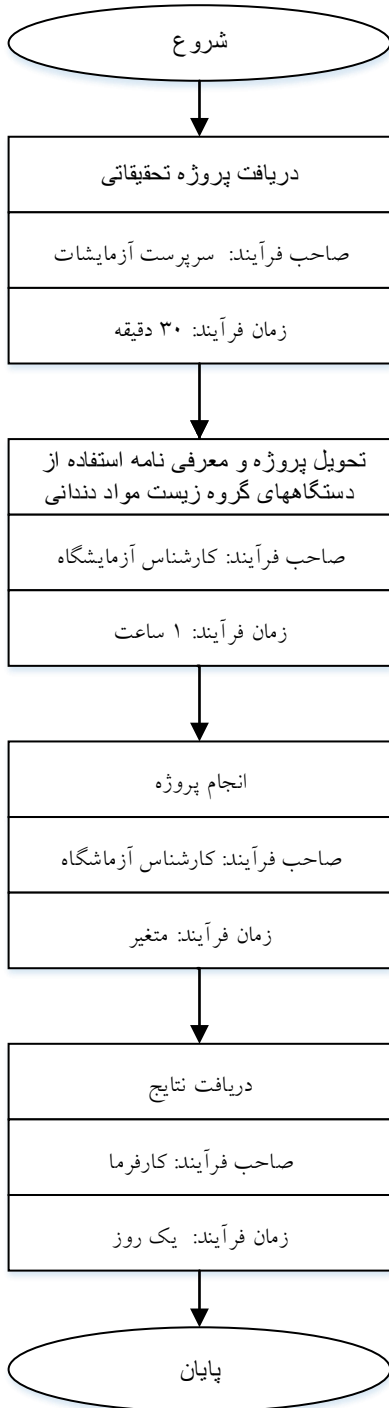 شروع
دریافت پروژه تحقیقاتی
صاحب فرآیند: سرپرست آزمایشات
زمان فرآیند: ۳۰ دقیقه
تحویل پروژه و معرفی نامه استفاده از
دستگاههای گروه زیست مواد دندانی
صاحب فرآیند: کارشناس آزمایشگاه
زمان فرآیند: ۱ ساعت
انجام پروژه
صاحب فرآیند: کارشناس آزماشگاه
زمان فرآیند: متغیر
دریافت نتایج
صاحب فرآیند: کارفرما
زمان فرآیند: یک روز
پایان